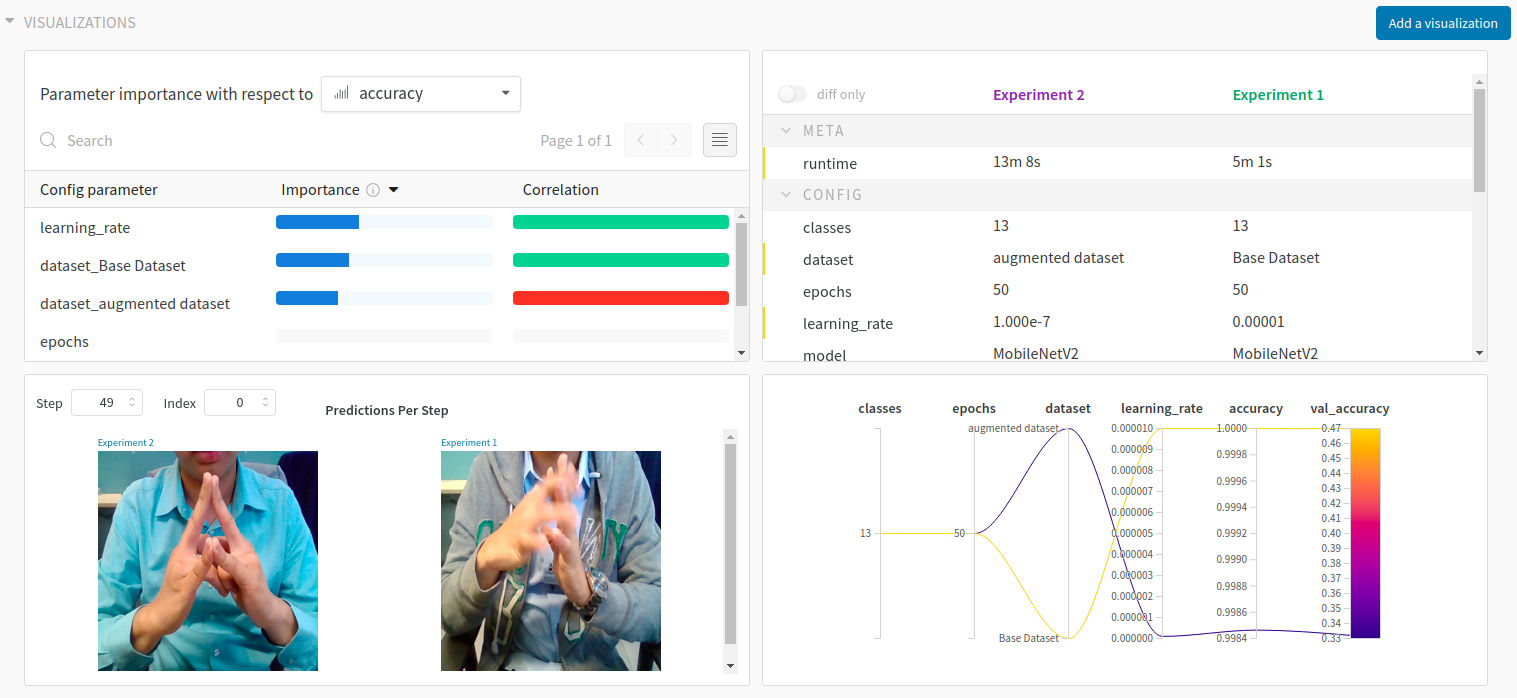 VISUALIZATIONS
Add a visualization
Parameter importance with respect to accuracy
Search Page 1 of 1
Config parameter Importance Correlation
learning_rate
dataset_Base Dataset
dataset_augmented dataset
epochs
diff only Experiment 2 Experiment 1
META
runtime 13m 8s 5m 1s
CONFIG
classes 13 13
dataset augmented dataset Base Dataset
epochs 50 50
learning_rate 1.000e-7 0.00001
model MobileNetV2 MobileNetV2
Step 49 Index 0
Predictions Per Step
Experiment 2 Experiment 1
classes epochs dataset learning_rate accuracy val_accuracy
13
50
augmented dataset
Base Dataset
0.000010
0.000009
0.000008
0.000007
0.000006
0.000005
0.000004
0.000003
0.000002
0.000001
0.000000
1.0000
0.9998
0.9996
0.9994
0.9992
0.9990
0.9988
0.9986
0.9984
0.47
0.46
0.45
0.44
0.43
0.42
0.41
0.40
0.39
0.38
0.37
0.36
0.35
0.34
0.33